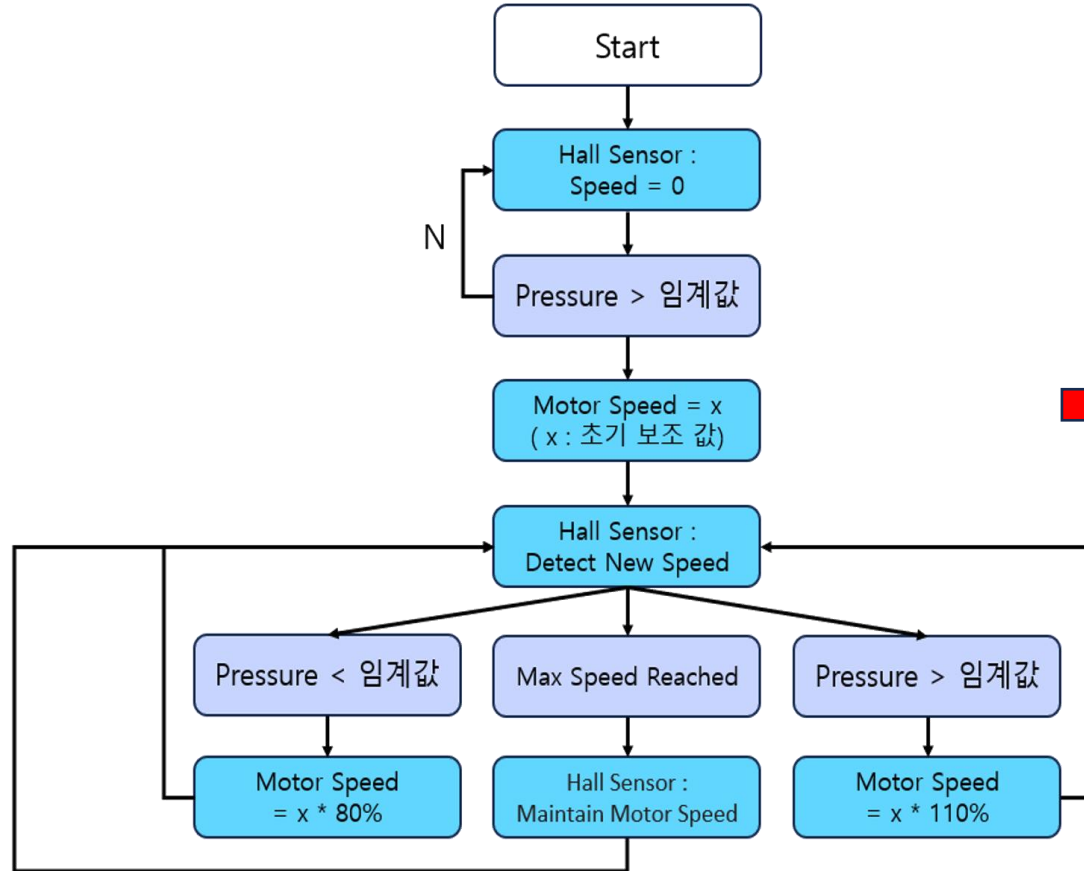 Start
Hall Sensor :
Speed = 0
N
Pressure > 임계값
Motor Speed = x
( x : 초기 보조 값)
Hall Sensor :
Detect New Speed
Pressure < 임계값
Max Speed Reached
Pressure > 임계값
Motor Speed
= x * 80%
Hall Sensor :
Maintain Motor Speed
Motor Speed
= x * 110%